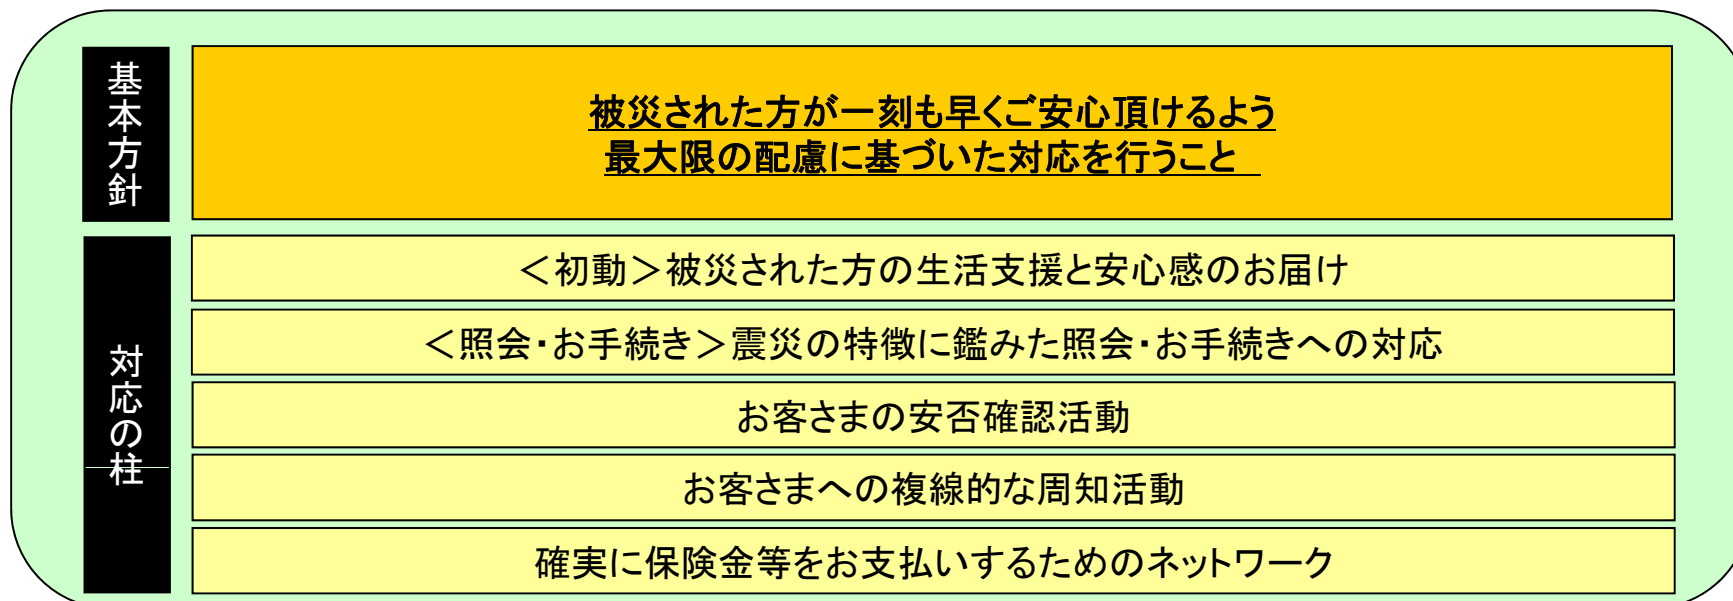 基本方針
被災された方が一刻も早くご安心頂けるよう
最大限の配慮に基づいた対応を行うこと
対応の柱
＜初動＞被災された方の生活支援と安心感のお届け
＜照会・お手続き＞震災の特徴に鑑みた照会・お手続きへの対応
お客さまの安否確認活動
お客さまへの複線的な周知活動
確実に保険金等をお支払いするためのネットワーク